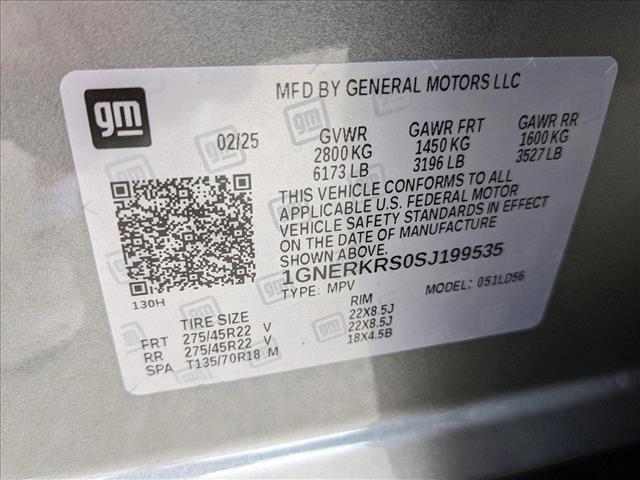 gm
MFD BY GENERAL MOTORS LLC
02/25 GVWR GAWR FRT GAWR RR
2800 KG 1450 KG 1600 KG
6173 LB 3196 LB 3527 LB
THIS VEHICLE CONFORMS TO ALL
APPLICABLE U.S. FEDERAL MOTOR
VEHICLE SAFETY STANDARDS IN EFFECT
ON THE DATE OF MANUFACTURE
SHOWN ABOVE.
1GNERKRS0SJ199535
TYPE: MPV MODEL: 051LD56
130H
TIRE SIZE RIM
FRT 275/45R22 V 22X8.5J
RR 275/45R22 V 22X8.5J
SPA T135/70R18 M 18X4.5B